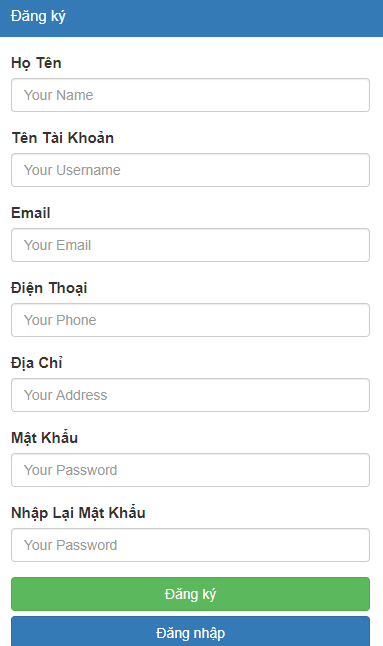 Đăng ký
Họ Tên
Your Name
Tên Tài Khoản
Your Username
Email
Your Email
Điện Thoại
Your Phone
Địa Chỉ
Your Address
Mật Khẩu
Your Password
Nhập Lại Mật Khẩu
Your Password
Đăng ký
Đăng nhập